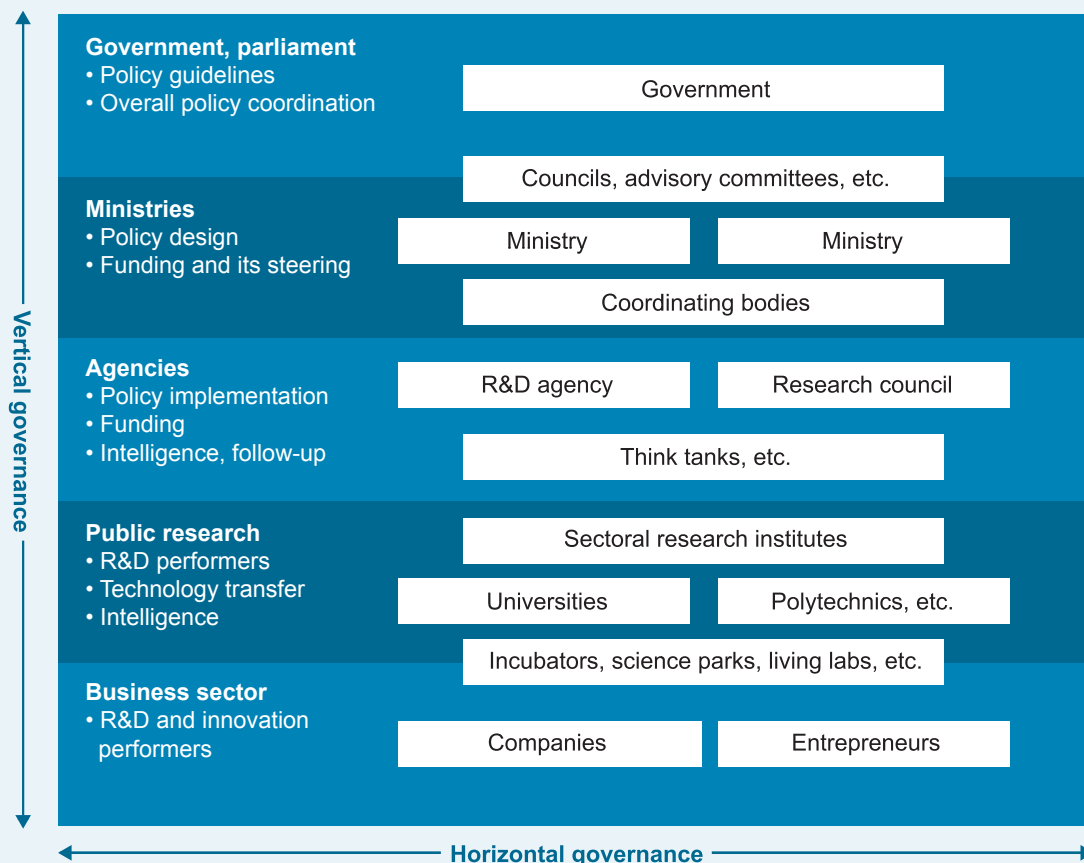 Government, parliament
• Policy guidelines
• Overall policy coordination
Government
Councils, advisory committees, etc.
Ministries
• Policy design
• Funding and its steering
Ministry
Ministry
Coordinating bodies
Agencies
• Policy implementation
• Funding
• Intelligence, follow-up
R&D agency
Research council
Think tanks, etc.
Public research
• R&D performers
• Technology transfer
• Intelligence
Sectoral research institutes
Universities
Polytechnics, etc.
Incubators, science parks, living labs, etc.
Business sector
• R&D and innovation
performers
Companies
Entrepreneurs
Vertical governance
Horizontal governance